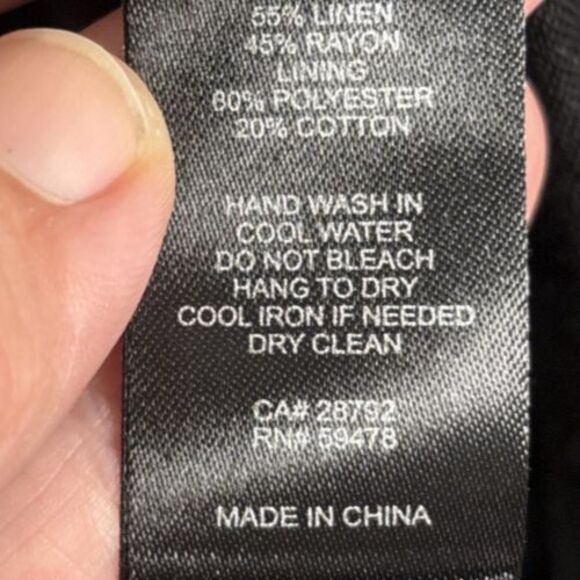 55% LINEN
45% RAYON
LINING
80% POLYESTER
20% COTTON
HAND WASH IN
COOL WATER
DO NOT BLEACH
HANG TO DRY
COOL IRON IF NEEDED
DRY CLEAN
CA# 28792
RN# 59478
MADE IN CHINA